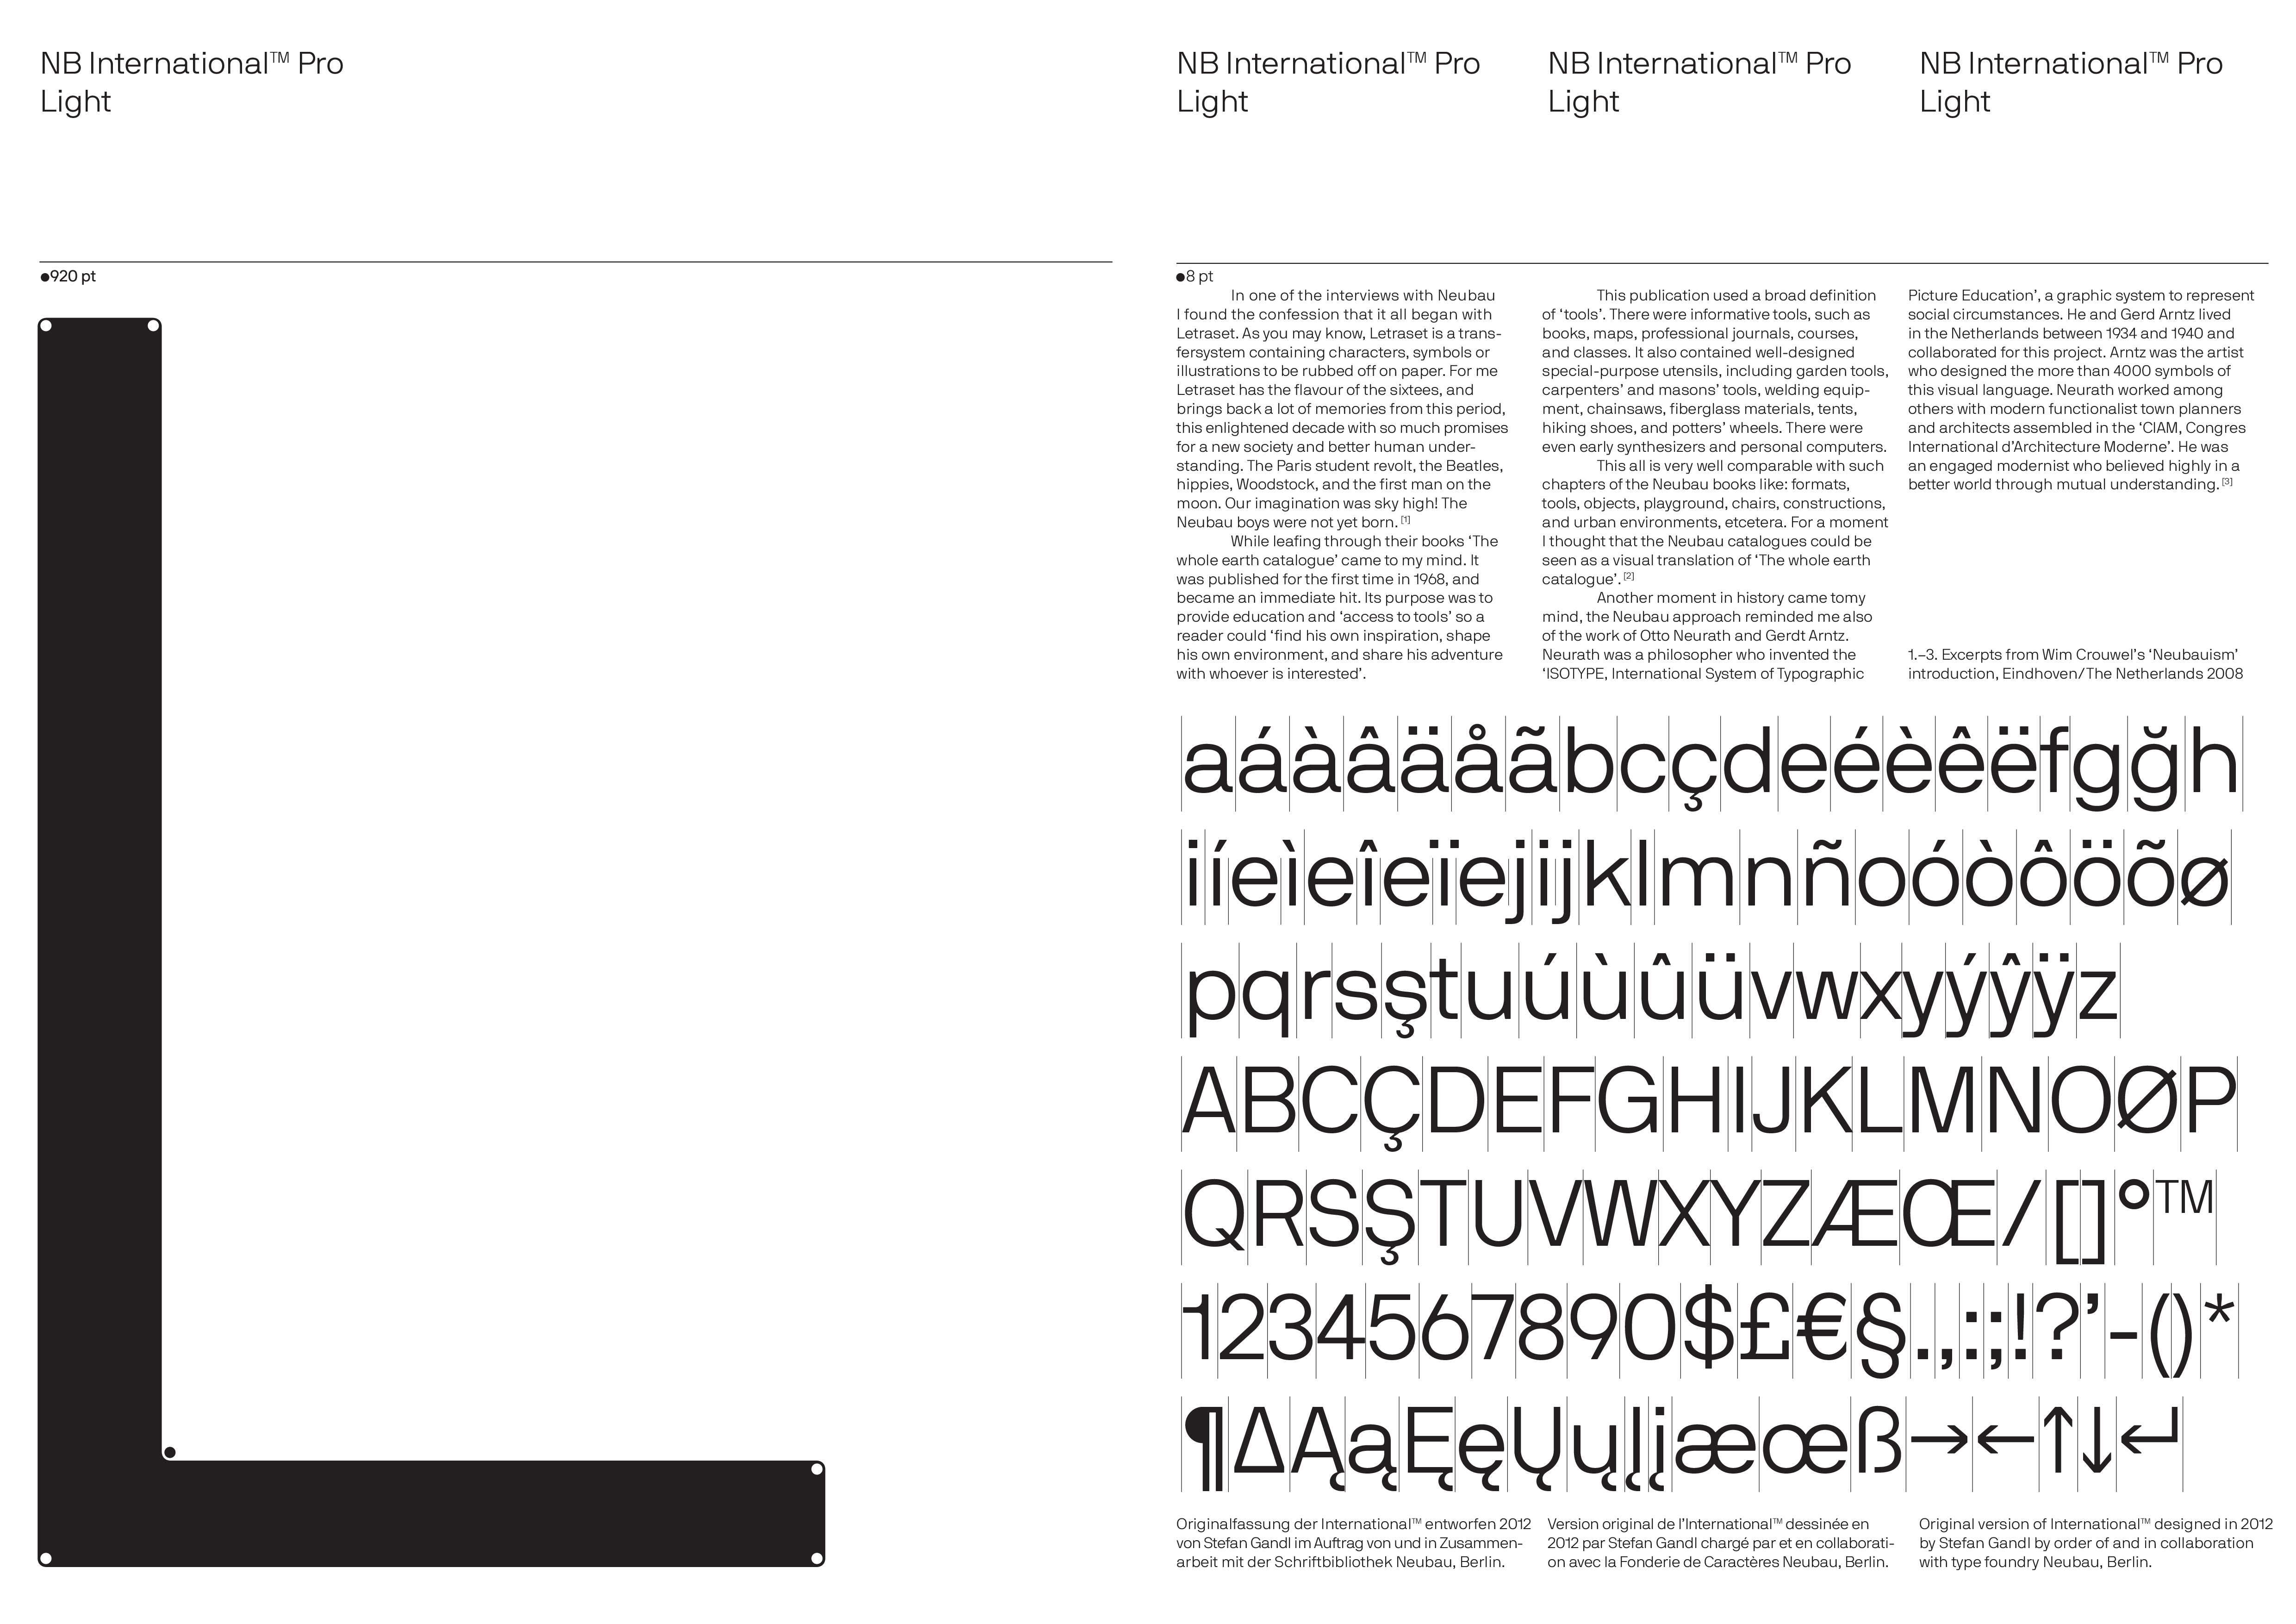 NB International™ Pro
Light
●920 pt
L
NB International™ Pro
Light
NB International™ Pro
Light
NB International™ Pro
Light
●8 pt
In one of the interviews with Neubau
I found the confession that it all began with
Letraset. As you may know, Letraset is a trans-
fersystem containing characters, symbols or
illustrations to be rubbed off on paper. For me
Letraset has the flavour of the sixtees, and
brings back a lot of memories from this period,
this enlightened decade with so much promises
for a new society and better human under-
standing. The Paris student revolt, the Beatles,
hippies, Woodstock, and the first man on the
moon. Our imagination was sky high! The
Neubau boys were not yet born. [1]
While leafing through their books ‘The
whole earth catalogue’ came to my mind. It
was published for the first time in 1968, and
became an immediate hit. Its purpose was to
provide education and ‘access to tools’ so a
reader could ‘find his own inspiration, shape
his own environment, and share his adventure
with whoever is interested’.
This publication used a broad definition
of ‘tools’. There were informative tools, such as
books, maps, professional journals, courses,
and classes. It also contained well-designed
special-purpose utensils, including garden tools,
carpenters’ and masons’ tools, welding equip-
ment, chainsaws, fiberglass materials, tents,
hiking shoes, and potters’ wheels. There were
even early synthesizers and personal computers.
This all is very well comparable with such
chapters of the Neubau books like: formats,
tools, objects, playground, chairs, constructions,
and urban environments, etcetera. For a moment
I thought that the Neubau catalogues could be
seen as a visual translation of ‘The whole earth
catalogue’. [2]
Another moment in history came tomy
mind, the Neubau approach reminded me also
of the work of Otto Neurath and Gerdt Arntz.
Neurath was a philosopher who invented the
‘ISOTYPE, International System of Typographic
Picture Education’, a graphic system to represent
social circumstances. He and Gerd Arntz lived
in the Netherlands between 1934 and 1940 and
collaborated for this project. Arntz was the artist
who designed the more than 4000 symbols of
this visual language. Neurath worked among
others with modern functionalist town planners
and architects assembled in the ‘CIAM, Congres
International d’Architecture Moderne’. He was
an engaged modernist who believed highly in a
better world through mutual understanding. [3]
1.–3. Excerpts from Wim Crouwel’s ‘Neubauism’
introduction, Eindhoven/The Netherlands 2008
aáàâäåãbcçdeéèêëfgğh
iíeìeîeïejijklmnñoóòôöõø
pqrsştuúùûüvwxyýŷÿz
ABCÇDEFGHIJKLMNOØP
QRSŞTUVWXYZÆŒ/[]°™
1234567890$£€§.,:;!?’-()*
¶∆ĄąĘęŲųĮįæœß→←↑↓↵
Originalfassung der International™ entworfen 2012
von Stefan Gandl im Auftrag von und in Zusammen-
arbeit mit der Schriftbibliothek Neubau, Berlin.
Version original de l’International™ dessinée en
2012 par Stefan Gandl chargé par et en collaborati-
on avec la Fonderie de Caractères Neubau, Berlin.
Original version of International™ designed in 2012
by Stefan Gandl by order of and in collaboration
with type foundry Neubau, Berlin.